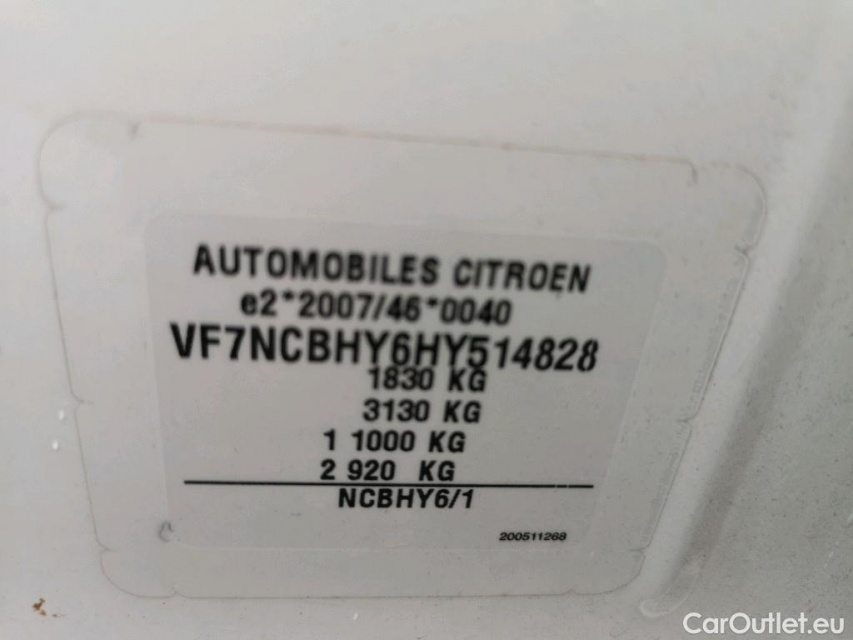 AUTOMOBILES CITROEN
e2*2007/46*0040
VF7NCBHY6HY514828
1830 KG
3130 KG
1 1000 KG
2 920 KG
NCBHY6/1
200511268
CarOutlet.eu